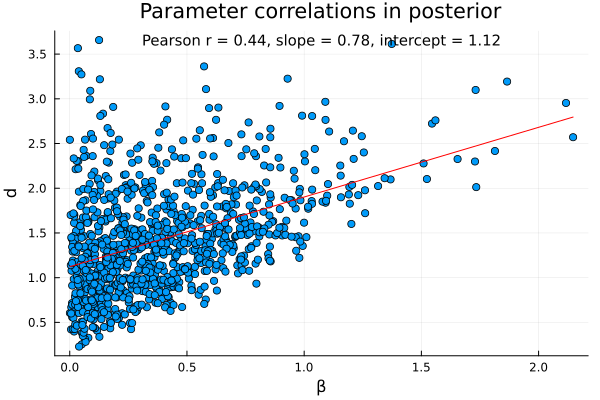 Parameter correlations in posterior
Pearson r = 0.44, slope = 0.78, intercept = 1.12
d
3.5
3.0
2.5
2.0
1.5
1.0
0.5
0.0 0.5 1.0 1.5 2.0
β